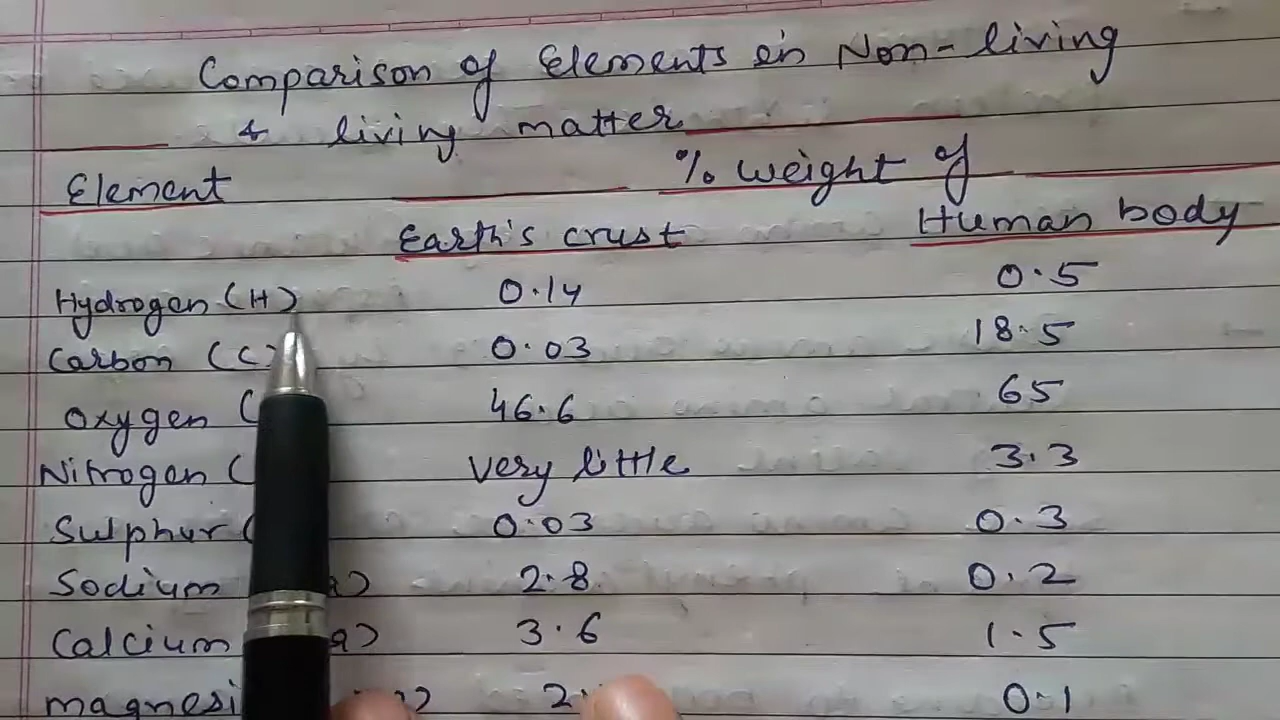 Comparison of Elements in Non-living
& living matter
Element % weight of
Earth's crust Human body
Hydrogen (H) 0.14 0.5
Carbon (C) 0.03 18.5
Oxygen ( 46.6 65
Nitrogen ( very little 3.3
Sulphur ( 0.03 0.3
Sodium a) 2.8 0.2
Calcium a) 3.6 1.5
magnesi ) 2. 0.1